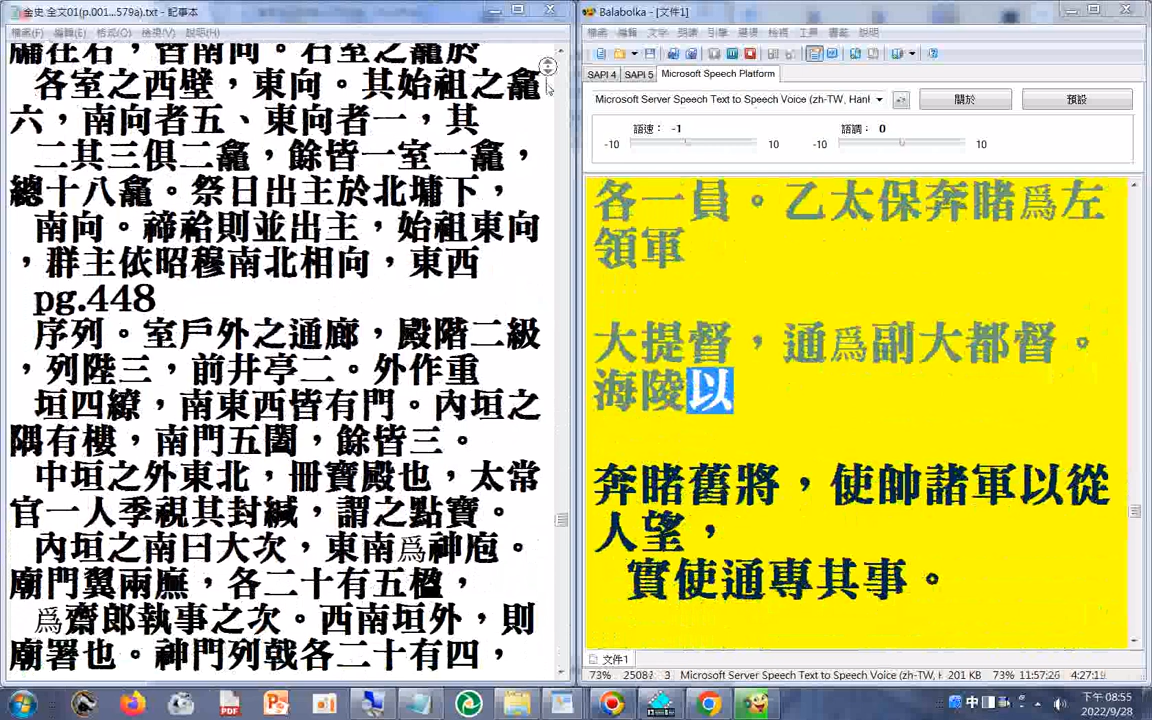 金史.全文01(p.001...579a).txt - 記事本
檔案(F) 編輯(E) 格式(O) 檢視(V) 說明(H)
廟在右，皆南向。石室之龕於
各室之西壁，東向。其始祖之龕
六，南向者五、東向者一，其
二其三俱二龕，餘皆一室一龕，
總十八龕。祭日出主於北墉下，
南向。禘祫則並出主，始祖東向
，群主依昭穆南北相向，東西
pg.448
序列。室戶外之通廊，殿階二級
，列陛三，前井亭二。外作重
垣四繚，南東西皆有門。內垣之
隅有樓，南門五闔，餘皆三。
中垣之外東北，冊寶殿也，太常
官一人季視其封緘，謂之點寶。
內垣之南曰大次，東南爲神庖。
廟門翼兩廡，各二十有五楹，
爲齋郎執事之次。西南垣外，則
廟署也。神門列戟各二十有四，
Balabolka - [文件1]
檔案 編輯 文字 朗讀 引擎 選項 檢視 工具 書籤 說明
SAPI 4 SAPI 5 Microsoft Speech Platform
Microsoft Server Speech Text to Speech Voice (zh-TW, Hanl
關於 預設
語速： -1 語調： 0
-10 10 -10 10
各一員。乙太保奔睹爲左
領軍
大提督，通爲副大都督。
海陵以
奔睹舊將，使帥諸軍以從
人望，
實使通專其事。
文件1
73% 3 Microsoft Speech Platform Microsoft Server Speech Text to Speech Voice (zh-TW, 201 KB 73% 11:57:26 4:27:19
中
下午 08:55
2022/9/28